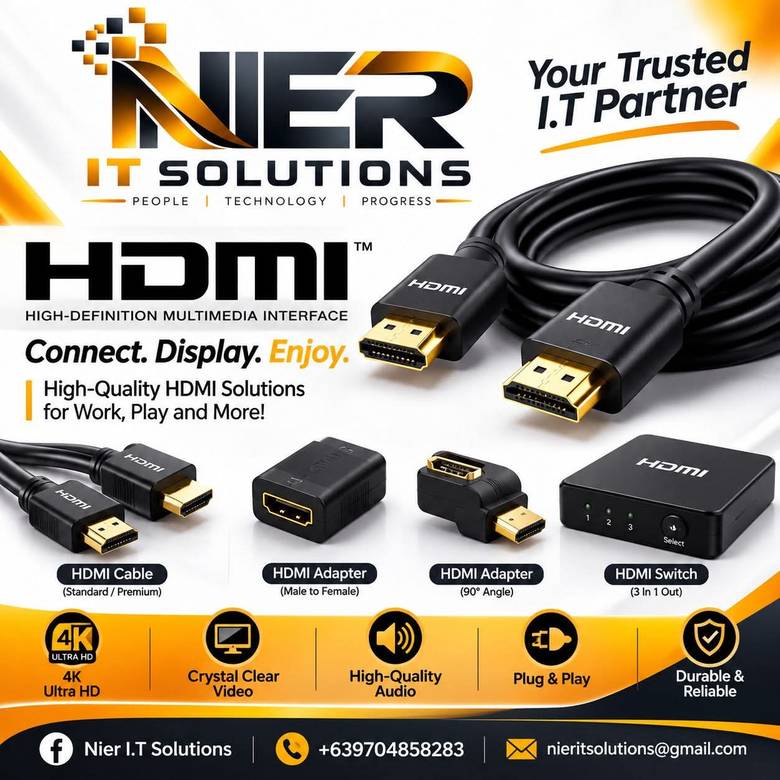 NIER
IT SOLUTIONS
PEOPLE | TECHNOLOGY | PROGRESS
Your Trusted
I.T Partner
HDMI™
HIGH-DEFINITION MULTIMEDIA INTERFACE
Connect. Display. Enjoy.
High-Quality HDMI Solutions
for Work, Play and More!
HDMI
HDMI
HDMI
HDMI
HDMI
1 2 3
Select
HDMI Cable
(Standard / Premium)
HDMI Adapter
(Male to Female)
HDMI Adapter
(90° Angle)
HDMI Switch
(3 In 1 Out)
4K
ULTRA HD
4K
Ultra HD
Crystal Clear
Video
High-Quality
Audio
Plug & Play
Durable &
Reliable
Nier I.T Solutions
+639704858283
nieritsolutions@gmail.com